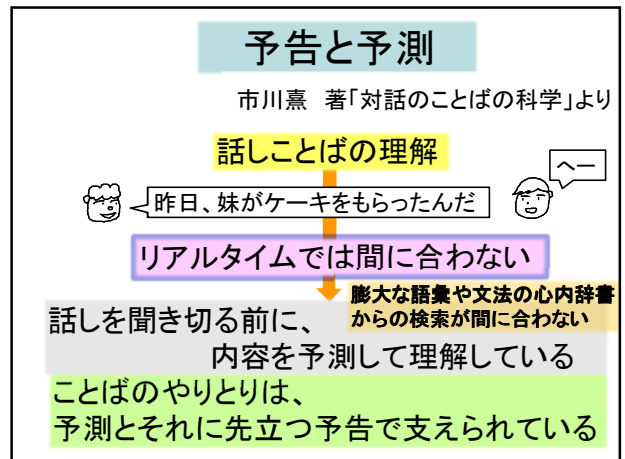 予告と予測
市川熹 著「対話のことばの科学」より
話しことばの理解
へー
昨日、妹がケーキをもらったんだ
リアルタイムでは間に合わない
膨大な語彙や文法の心内辞書
からの検索が間に合わない
話しを聞き切る前に、
内容を予測して理解している
ことばのやりとりは、
予測とそれに先立つ予告で支えられている